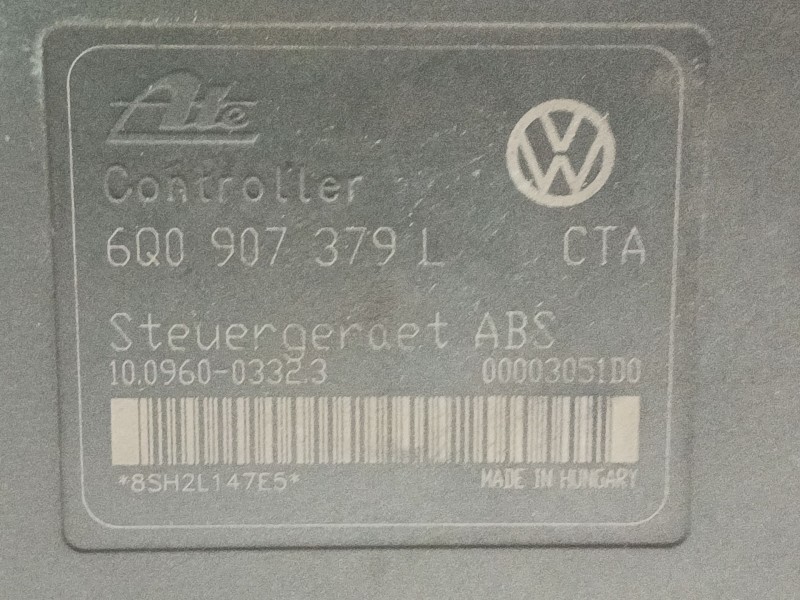 Ate
Controller
6Q0 907 379 L CTA
Steuergeraet ABS
10.0960-0332.3 00003051D0
*8SH2L147E5* MADE IN HUNGARY